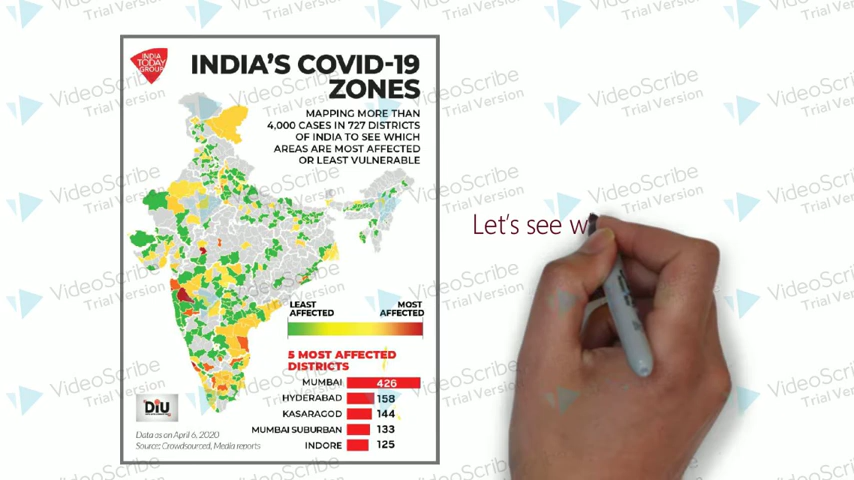 INDIA
TODAY
GROUP
INDIA'S COVID-19
ZONES
MAPPING MORE THAN
4,000 CASES IN 727 DISTRICTS
OF INDIA TO SEE WHICH
AREAS ARE MOST AFFECTED
OR LEAST VULNERABLE
Let's see w
LEAST
AFFECTED
MOST
AFFECTED
5 MOST AFFECTED
DISTRICTS
MUMBAI 426
HYDERABAD 158
KASARAGOD 144
MUMBAI SUBURBAN 133
INDORE 125
DiU
Data as on April 6, 2020
Source: Crowdsourced, Media reports
VideoScribe
Trial Version